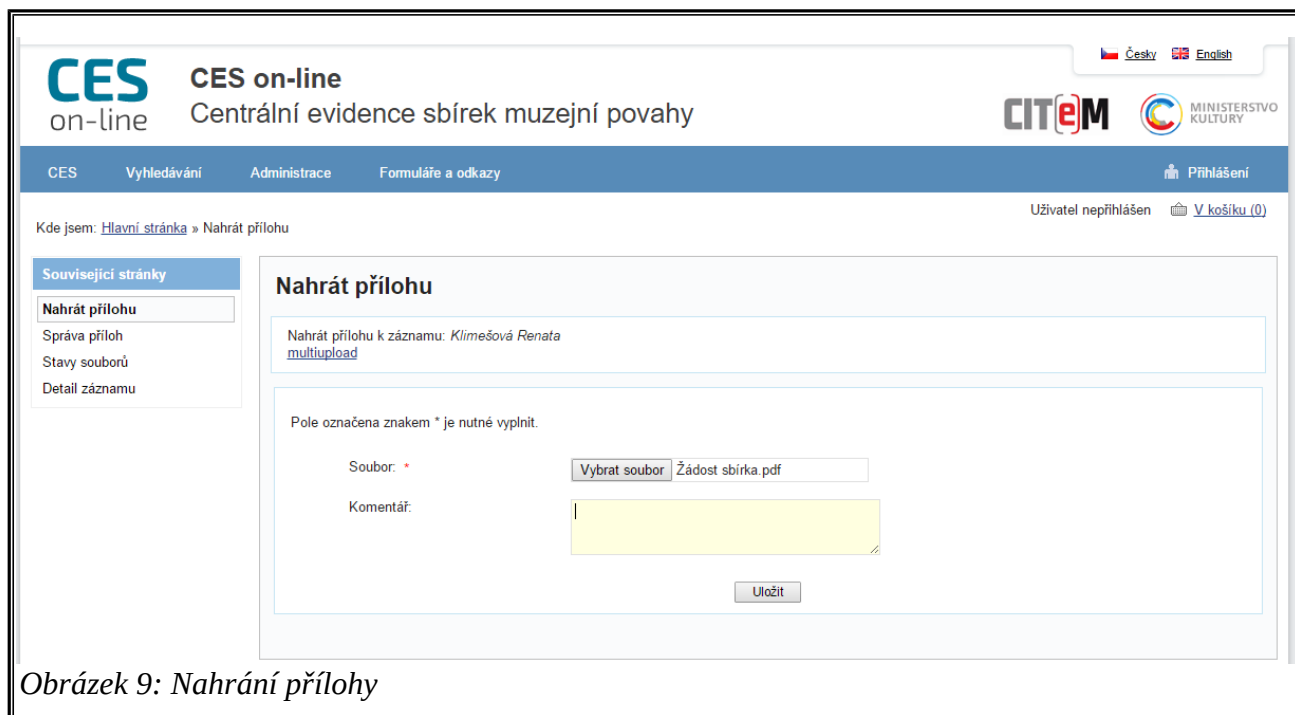 Česky English
CES on-line
CES on-line
Centrální evidence sbírek muzejní povahy
CITeM
MINISTERSTVO KULTURY
CES Vyhledávání Administrace Formuláře a odkazy Přihlášení
Uživatel nepřihlášen V košíku (0)
Kde jsem: Hlavní stránka » Nahrát přílohu
Související stránky
Nahrát přílohu
Správa příloh
Stavy souborů
Detail záznamu
Nahrát přílohu
Nahrát přílohu k záznamu: Klimešová Renata
multiupload
Pole označena znakem * je nutné vyplnit.
Soubor: * Vybrat soubor Žádost sbírka.pdf
Komentář:
Uložit
Obrázek 9: Nahrání přílohy